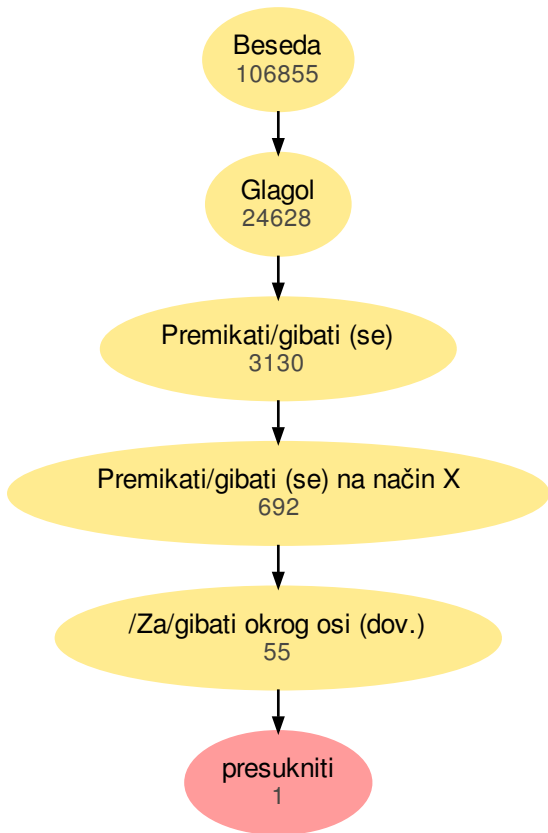 Beseda
106855
Glagol
24628
Premikati/gibati (se)
3130
Premikati/gibati (se) na način X
692
/Za/gibati okrog osi (dov.)
55
presukniti
1